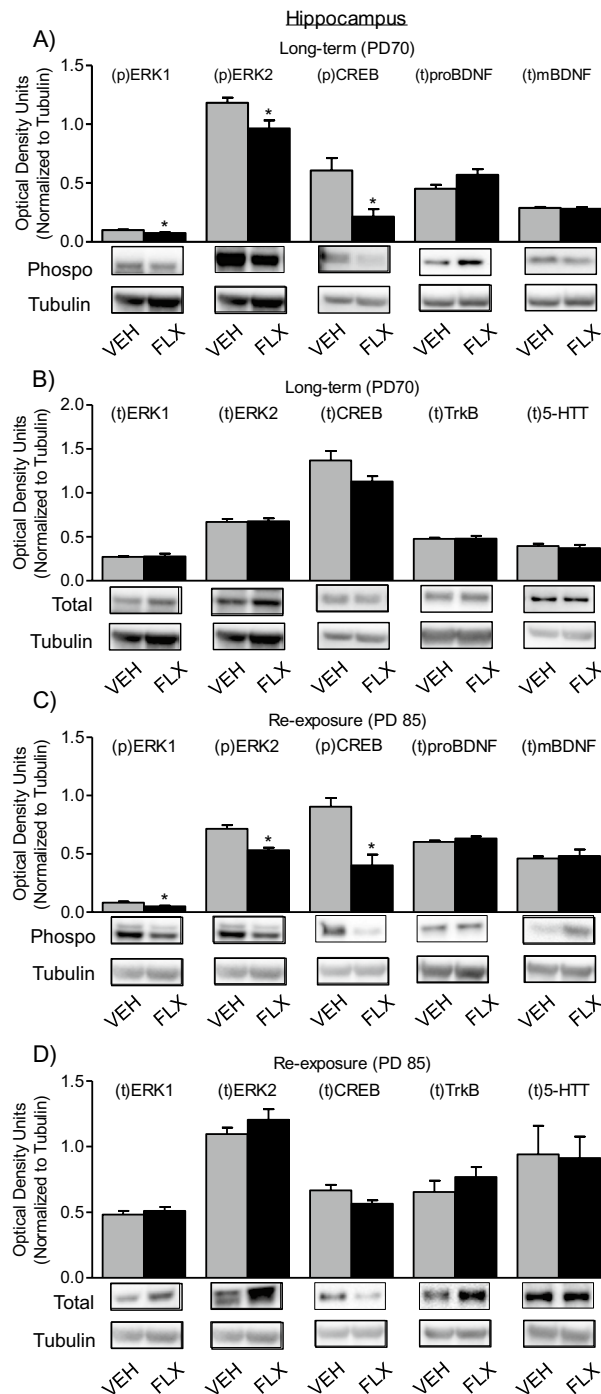 Hippocampus
A)
Long-term (PD70)
(p)ERK1 (p)ERK2 (p)CREB (t)proBDNF (t)mBDNF
Optical Density Units
(Normalized to Tubulin)
1.5
1.0
0.5
0.0
* * *
Phospo
Tubulin
VEH FLX VEH FLX VEH FLX VEH FLX VEH FLX
B)
Long-term (PD70)
(t)ERK1 (t)ERK2 (t)CREB (t)TrkB (t)5-HTT
Optical Density Units
(Normalized to Tubulin)
2.0
1.5
1.0
0.5
0.0
Total
Tubulin
VEH FLX VEH FLX VEH FLX VEH FLX VEH FLX
C)
Re-exposure (PD 85)
(p)ERK1 (p)ERK2 (p)CREB (t)proBDNF (t)mBDNF
Optical Density Units
(Normalized to Tubulin)
1.5
1.0
0.5
0.0
* * *
Phospo
Tubulin
VEH FLX VEH FLX VEH FLX VEH FLX VEH FLX
D)
Re-exposure (PD 85)
(t)ERK1 (t)ERK2 (t)CREB (t)TrkB (t)5-HTT
Optical Density Units
(Normalized to Tubulin)
1.5
1.0
0.5
0.0
Total
Tubulin
VEH FLX VEH FLX VEH FLX VEH FLX VEH FLX